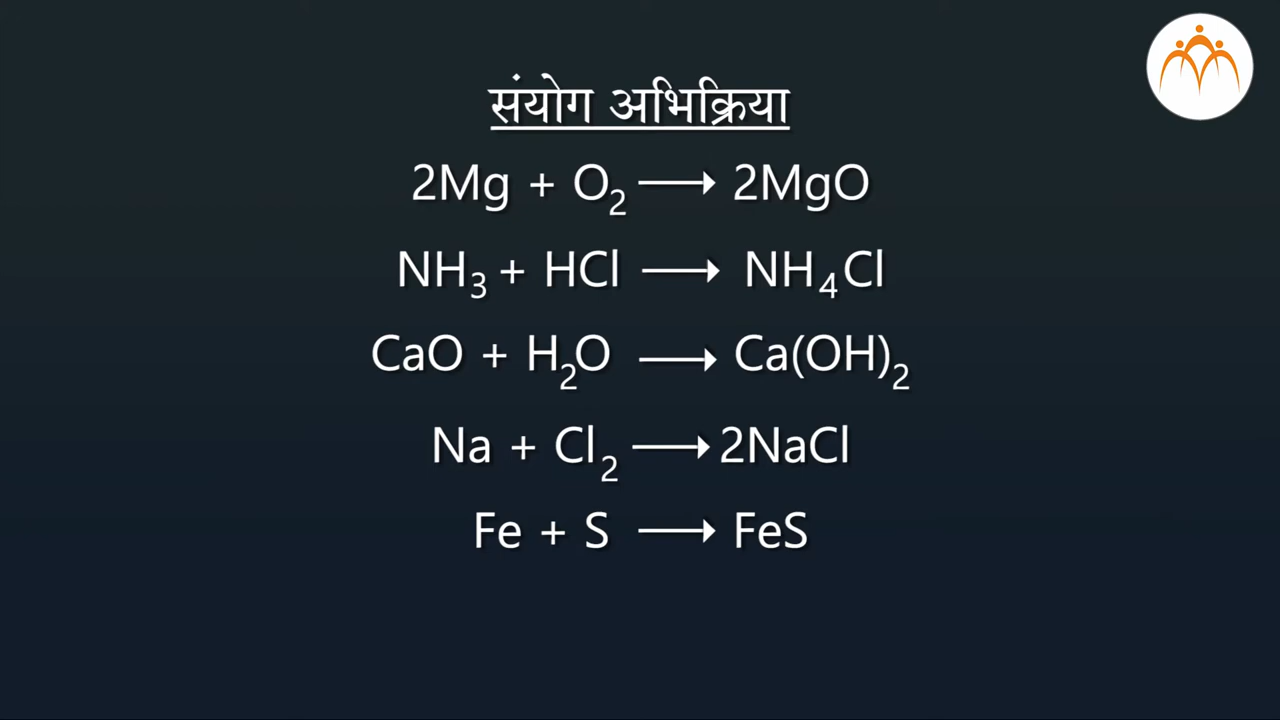 संयोग अभिक्रिया
2Mg + O₂ ⟶ 2MgO
NH₃ + HCl ⟶ NH₄Cl
CaO + H₂O ⟶ Ca(OH)₂
Na + Cl₂ ⟶ 2NaCl
Fe + S ⟶ FeS